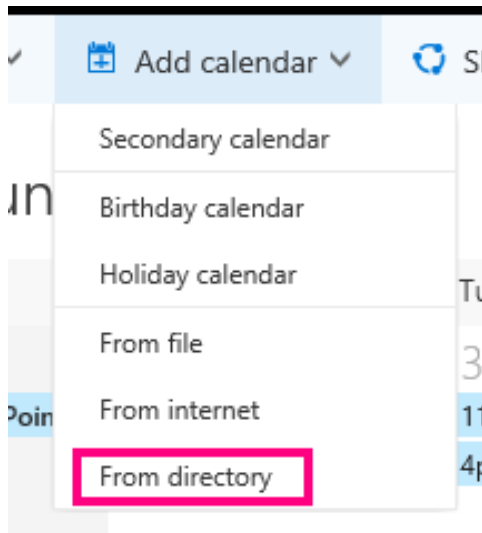 Add calendar
Secondary calendar
Birthday calendar
Holiday calendar
From file
From internet
From directory